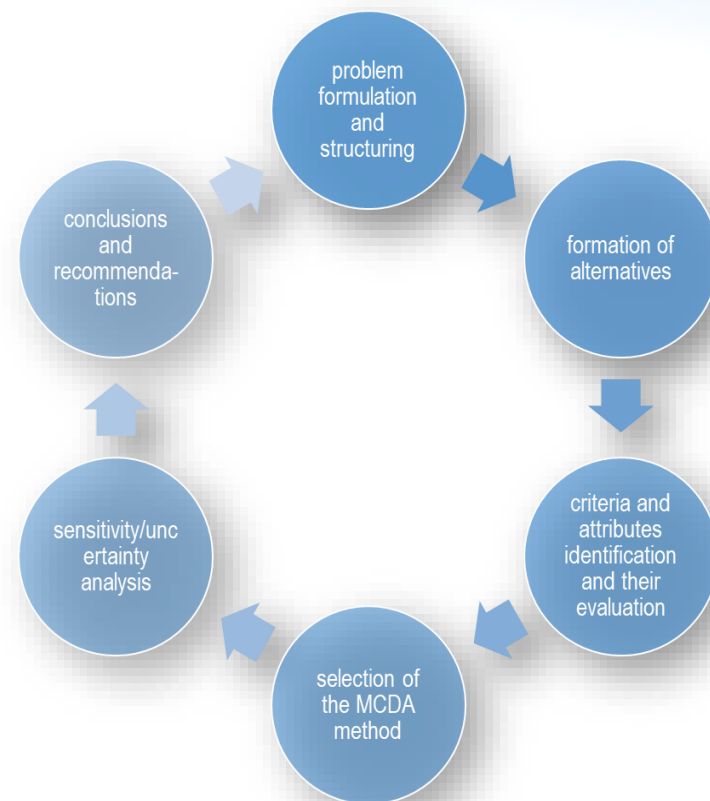 problem
formulation
and
structuring
formation of
alternatives
criteria and
attributes
identification
and their
evaluation
selection of
the MCDA
method
sensitivity/unc
ertainty
analysis
conclusions
and
recommenda-
tions